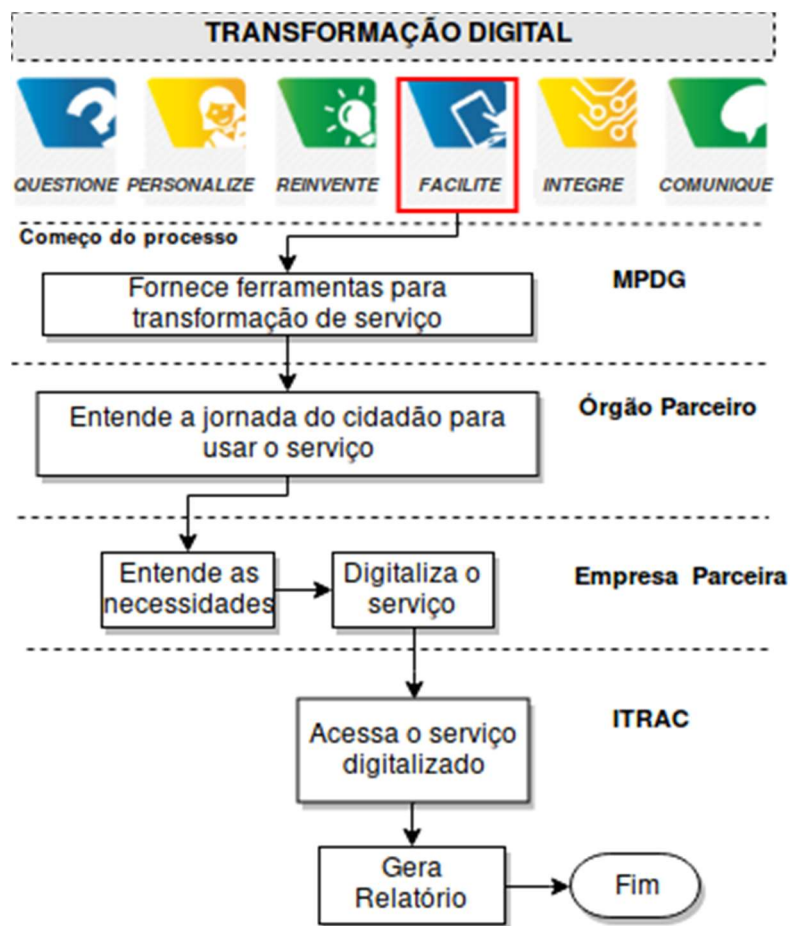 TRANSFORMAÇÃO DIGITAL
QUESTIONE PERSONALIZE REINVENTE FACILITE INTEGRE COMUNIQUE
Começo do processo
Fornece ferramentas para
transformação de serviço
MPDG
Entende a jornada do cidadão para
usar o serviço
Órgão Parceiro
Entende as
necessidades
Digitaliza o
serviço
Empresa Parceira
Acessa o serviço
digitalizado
ITRAC
Gera
Relatório
Fim